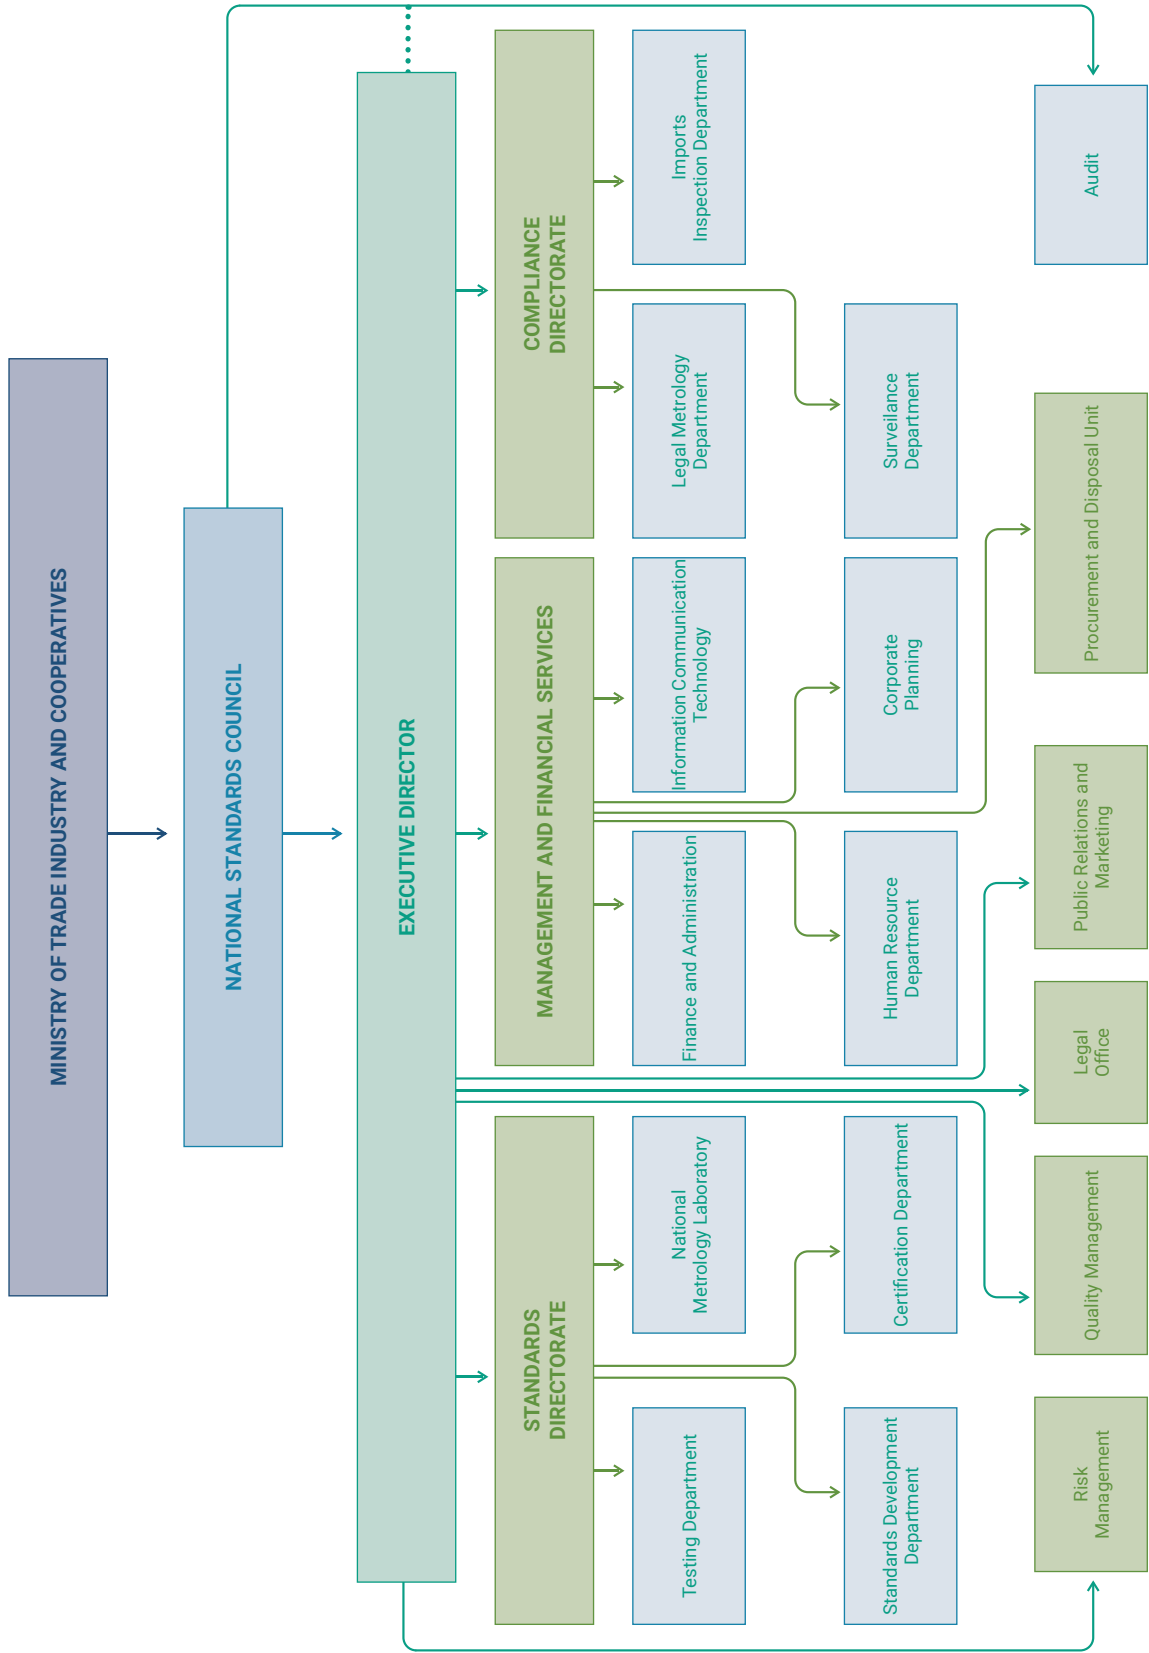 MINISTRY OF TRADE INDUSTRY AND COOPERATIVES
NATIONAL STANDARDS COUNCIL
EXECUTIVE DIRECTOR
STANDARDS
DIRECTORATE
MANAGEMENT AND FINANCIAL SERVICES
COMPLIANCE
DIRECTORATE
Testing Department
National
Metrology Laboratory
Finance and Administration
Information Communication
Technology
Legal Metrology
Department
Imports
Inspection Department
Standards Development
Department
Certification Department
Human Resource
Department
Corporate
Planning
Surveilance
Department
Risk
Management
Quality Management
Legal
Office
Public Relations and
Marketing
Procurement and Disposal Unit
Audit